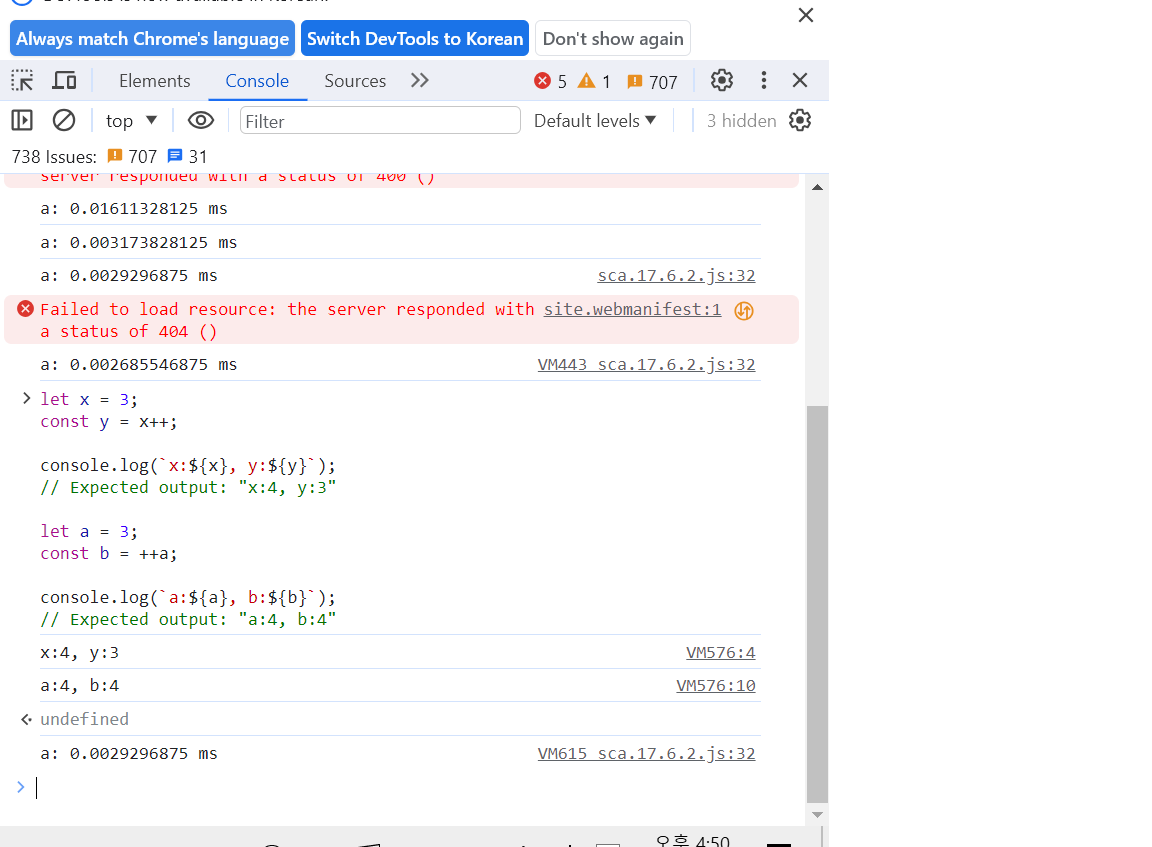 DevTools is now available in Korean!
Always match Chrome's language Switch DevTools to Korean Don't show again
Elements Console Sources 5 1 707
top Filter Default levels 3 hidden
738 Issues: 707 31
server responded with a status of 400 ()
a: 0.01611328125 ms
a: 0.003173828125 ms
a: 0.0029296875 ms sca.17.6.2.js:32
Failed to load resource: the server responded with site.webmanifest:1
a status of 404 ()
a: 0.002685546875 ms VM443 sca.17.6.2.js:32
let x = 3;
const y = x++;
console.log(`x:${x}, y:${y}`);
// Expected output: "x:4, y:3"
let a = 3;
const b = ++a;
console.log(`a:${a}, b:${b}`);
// Expected output: "a:4, b:4"
x:4, y:3 VM576:4
a:4, b:4 VM576:10
undefined
a: 0.0029296875 ms VM615 sca.17.6.2.js:32
오후 4:50